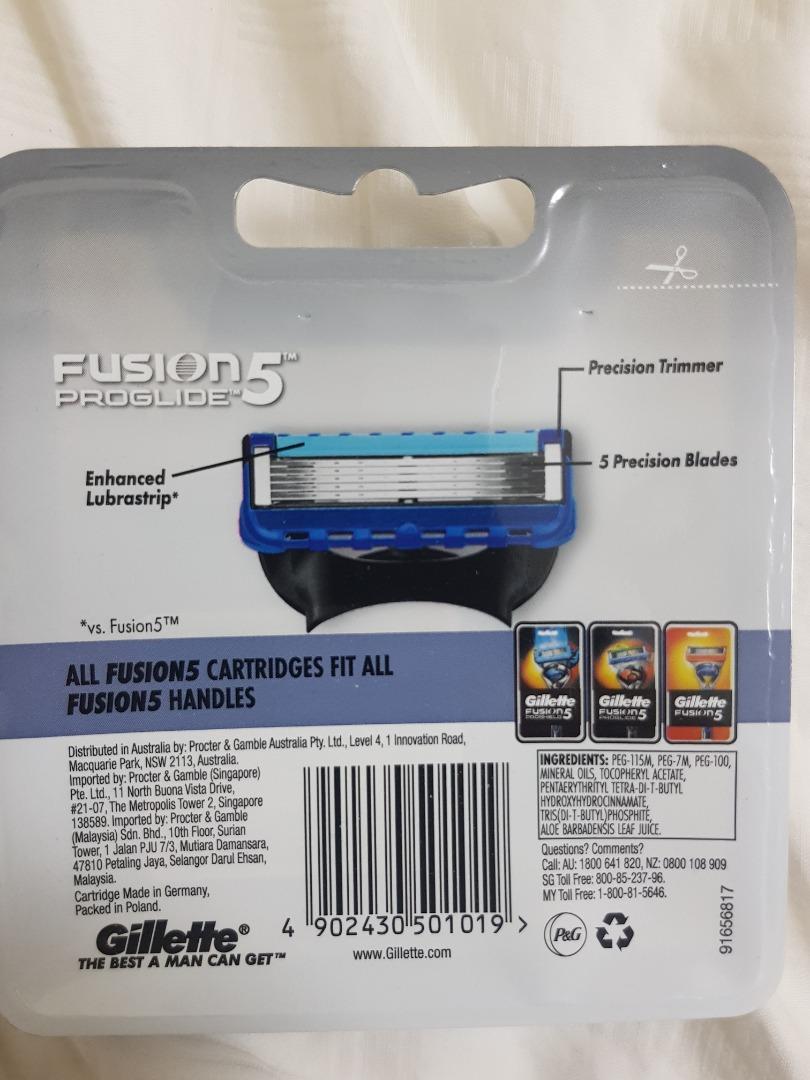 FUSION5™
PROGLIDE™
Precision Trimmer
5 Precision Blades
Enhanced
Lubrastrip*
*vs. Fusion5™
ALL FUSION5 CARTRIDGES FIT ALL
FUSION5 HANDLES
Gillette
FUSION5
PROSHIELD
Gillette
FUSION5
PROGLIDE
Gillette
FUSION5
Distributed in Australia by: Procter & Gamble Australia Pty. Ltd., Level 4, 1 Innovation Road,
Macquarie Park, NSW 2113, Australia.
Imported by: Procter & Gamble (Singapore)
Pte. Ltd., 11 North Buona Vista Drive,
#21-07, The Metropolis Tower 2, Singapore
138589. Imported by: Procter & Gamble
(Malaysia) Sdn. Bhd., 10th Floor, Surian
Tower, 1 Jalan PJU 7/3, Mutiara Damansara,
47810 Petaling Jaya, Selangor Darul Ehsan,
Malaysia.
Cartridge Made in Germany,
Packed in Poland.
Gillette®
THE BEST A MAN CAN GET™
4 902430 501019 >
www.Gillette.com
INGREDIENTS: PEG-115M, PEG-7M, PEG-100,
MINERAL OILS, TOCOPHERYL ACETATE,
PENTAERYTHRITYL TETRA-DI-T-BUTYL
HYDROXYHYDROCINNAMATE,
TRIS(DI-T-BUTYL)PHOSPHITE,
ALOE BARBADENSIS LEAF JUICE.
Questions? Comments?
Call: AU: 1800 641 820, NZ: 0800 108 909
SG Toll Free: 800-85-237-96.
MY Toll Free: 1-800-81-5646.
P&G
91656817